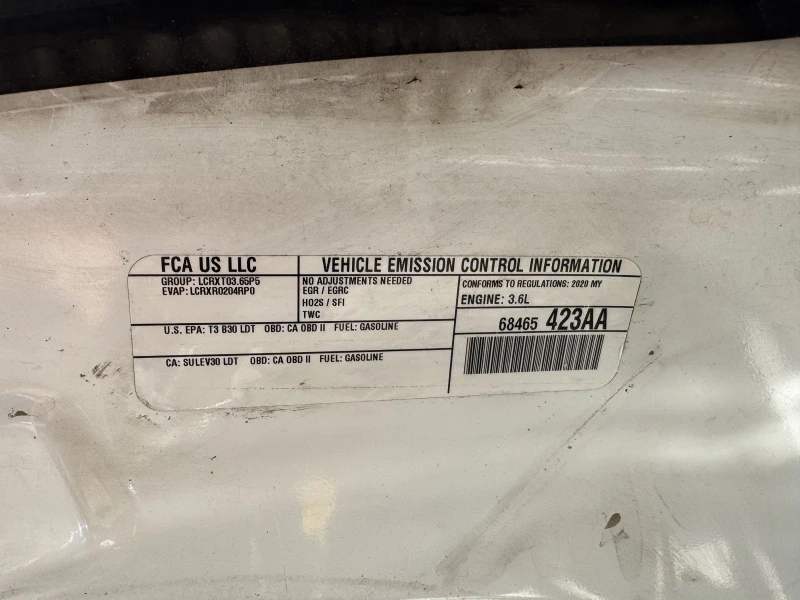 FCA US LLC
VEHICLE EMISSION CONTROL INFORMATION
GROUP: LCRXT03.65P5
EVAP: LCRXR0204RP0
NO ADJUSTMENTS NEEDED
EGR / EGRC
HO2S / SFI
TWC
CONFORMS TO REGULATIONS: 2020 MY
ENGINE: 3.6L
U.S. EPA: T3 B30 LDT OBD: CA OBD II FUEL: GASOLINE
CA: SULEV30 LDT OBD: CA OBD II FUEL: GASOLINE
68465 423AA